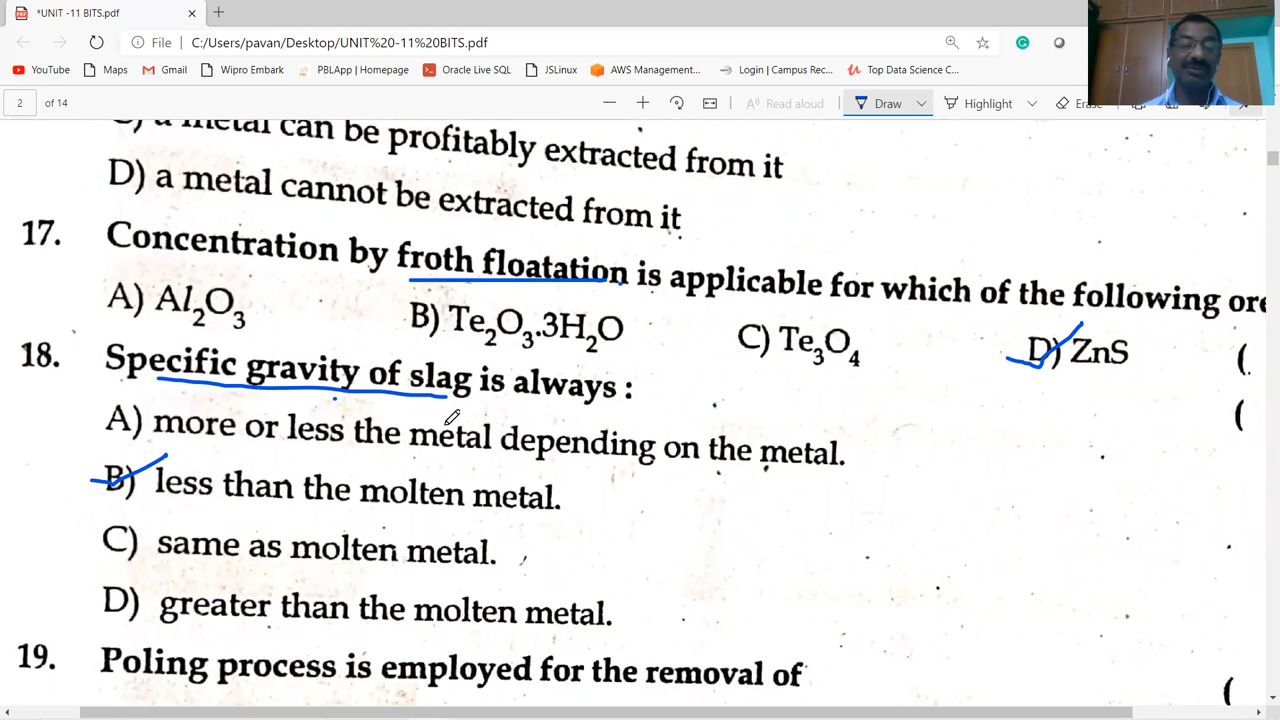 *UNIT -11 BITS.pdf
File C:/Users/pavan/Desktop/UNIT%20-11%20BITS.pdf
YouTube Maps Gmail Wipro Embark PBLApp | Homepage Oracle Live SQL JSLinux AWS Management... Login | Campus Rec... Top Data Science C...
2 of 14 Read aloud Draw Highlight Erase
C) a metal can be profitably extracted from it
D) a metal cannot be extracted from it
17. Concentration by froth floatation is applicable for which of the following ore
A) Al₂O₃ B) Te₂O₃.3H₂O C) Te₃O₄ D) ZnS (
18. Specific gravity of slag is always : (
A) more or less the metal depending on the metal.
B) less than the molten metal.
C) same as molten metal.
D) greater than the molten metal.
19. Poling process is employed for the removal of (